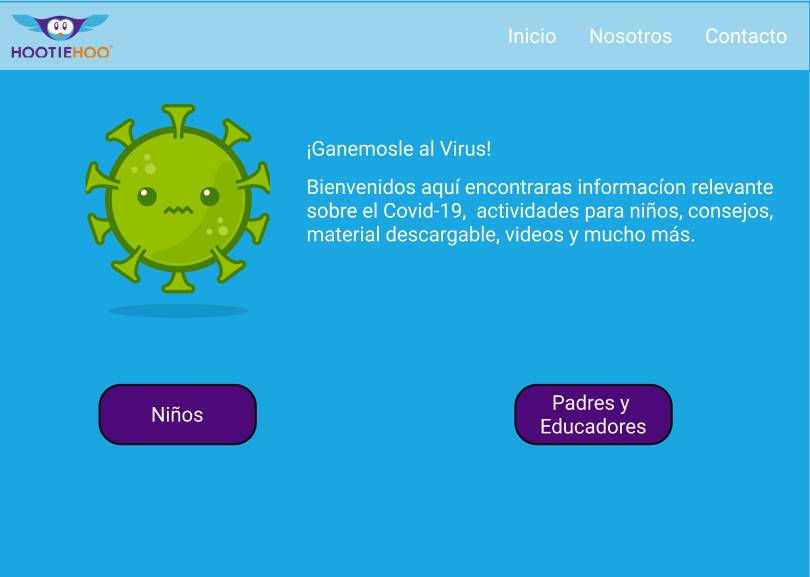 HOOTIEHOO
Inicio Nosotros Contacto
¡Ganemosle al Virus!
Bienvenidos aquí encontraras informacíon relevante
sobre el Covid-19, actividades para niños, consejos,
material descargable, videos y mucho más.
Niños
Padres y
Educadores